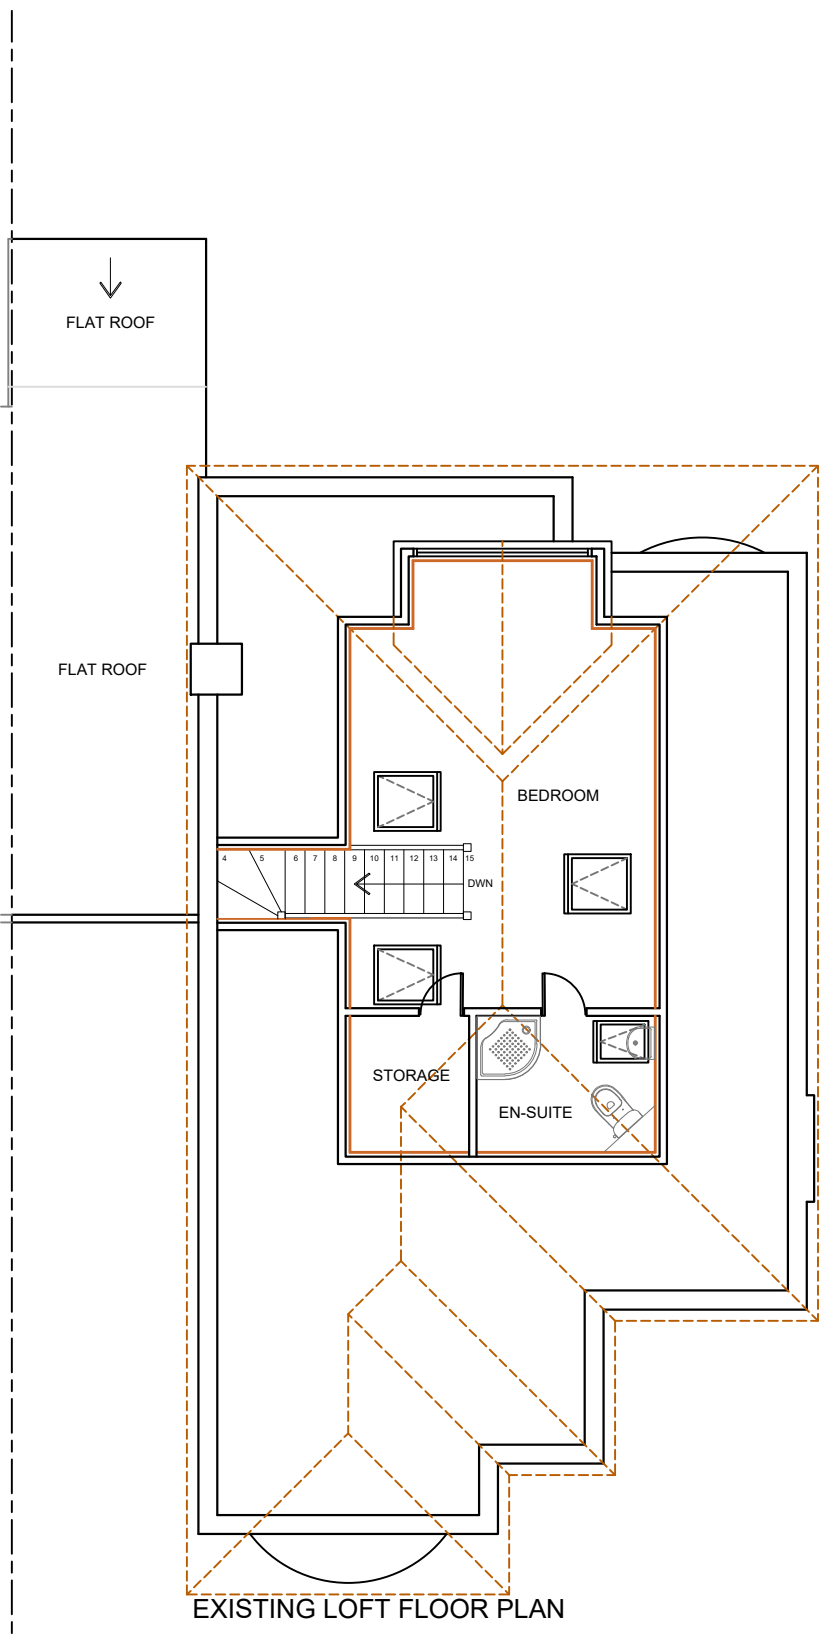 FLAT ROOF
FLAT ROOF
BEDROOM
4 5 6 7 8 9 10 11 12 13 14 15
DWN
STORAGE
EN-SUITE
EXISTING LOFT FLOOR PLAN